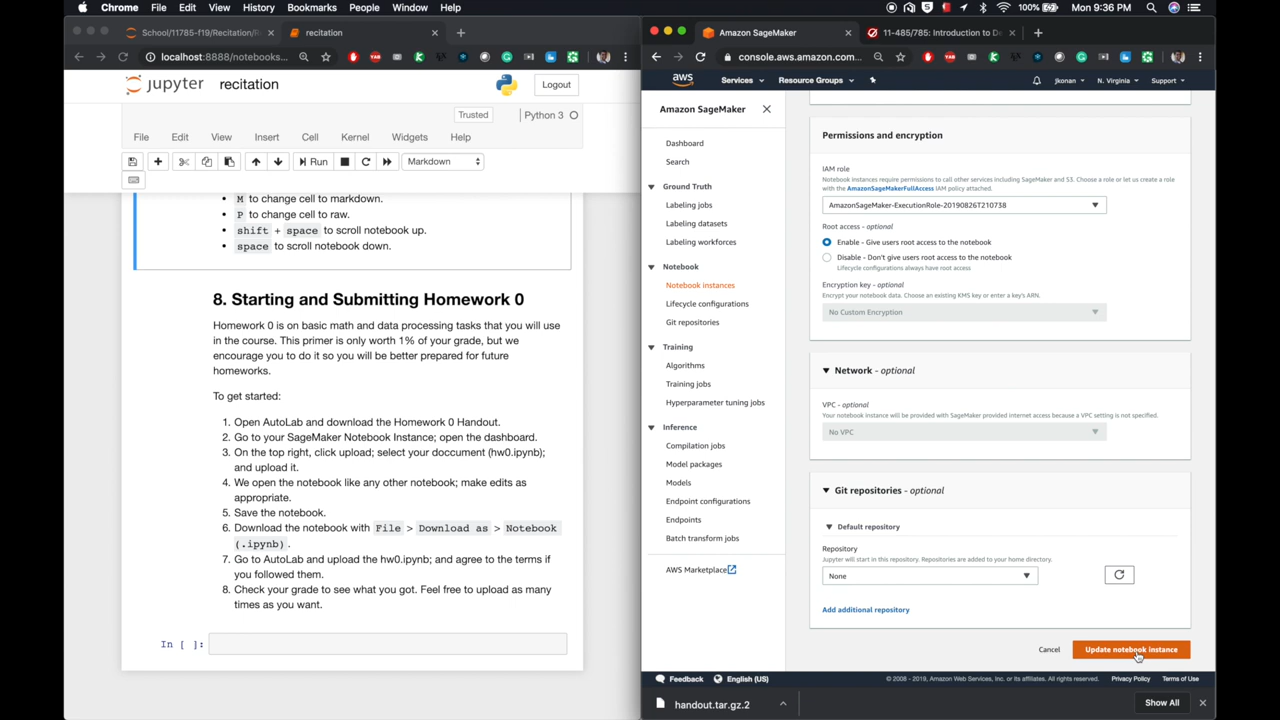 Chrome File Edit View History Bookmarks People Window Help
100% Mon 9:36 PM
School/11785-f19/Recitation/R
recitation
localhost:8888/notebooks...
jupyter recitation
Logout
Trusted
Python 3
File Edit View Insert Cell Kernel Widgets Help
Run
Markdown
M to change cell to markdown.
P to change cell to raw.
shift + space to scroll notebook up.
space to scroll notebook down.
8. Starting and Submitting Homework 0
Homework 0 is on basic math and data processing tasks that you will use
in the course. This primer is only worth 1% of your grade, but we
encourage you to do it so you will be better prepared for future
homeworks.
To get started:
1. Open AutoLab and download the Homework 0 Handout.
2. Go to your SageMaker Notebook Instance; open the dashboard.
3. On the top right, click upload; select your doccument (hw0.ipynb);
and upload it.
4. We open the notebook like any other notebook; make edits as
appropriate.
5. Save the notebook.
6. Download the notebook with File > Download as > Notebook
(.ipynb).
7. Go to AutoLab and upload the hw0.ipynb; and agree to the terms if
you followed them.
8. Check your grade to see what you got. Feel free to upload as many
times as you want.
In [ ]:
Amazon SageMaker
11-485/785: Introduction to De
console.aws.amazon.com...
aws Services Resource Groups jkonan N. Virginia Support
Amazon SageMaker
Dashboard
Search
Ground Truth
Labeling jobs
Labeling datasets
Labeling workforces
Notebook
Notebook instances
Lifecycle configurations
Git repositories
Training
Algorithms
Training jobs
Hyperparameter tuning jobs
Inference
Compilation jobs
Model packages
Models
Endpoint configurations
Endpoints
Batch transform jobs
AWS Marketplace
Permissions and encryption
IAM role
Notebook instances require permissions to call other services including SageMaker and S3. Choose a role or let us create a role
with the AmazonSageMakerFullAccess IAM policy attached.
AmazonSageMaker-ExecutionRole-20190826T210738
Root access - optional
Enable - Give users root access to the notebook
Disable - Don't give users root access to the notebook
Lifecycle configurations always have root access
Encryption key - optional
Encrypt your notebook data. Choose an existing KMS key or enter a key's ARN.
No Custom Encryption
Network - optional
VPC - optional
Your notebook instance will be provided with SageMaker provided internet access because a VPC setting is not specified.
No VPC
Git repositories - optional
Default repository
Repository
Jupyter will start in this repository. Repositories are added to your home directory.
None
Add additional repository
Cancel
Update notebook instance
Feedback English (US)
© 2008 - 2019, Amazon Web Services, Inc. or its affiliates. All rights reserved. Privacy Policy Terms of Use
handout.tar.gz.2
Show All